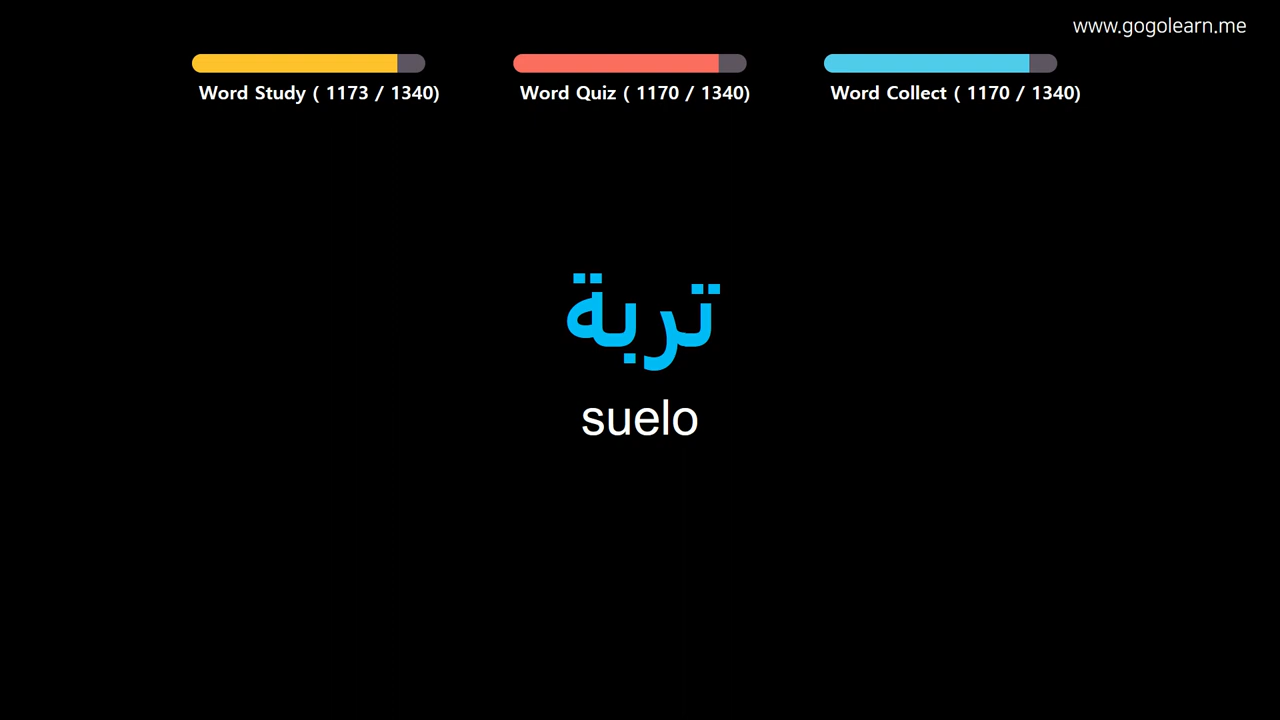 www.gogolearn.me
Word Study ( 1173 / 1340)
Word Quiz ( 1170 / 1340)
Word Collect ( 1170 / 1340)
تربة
suelo